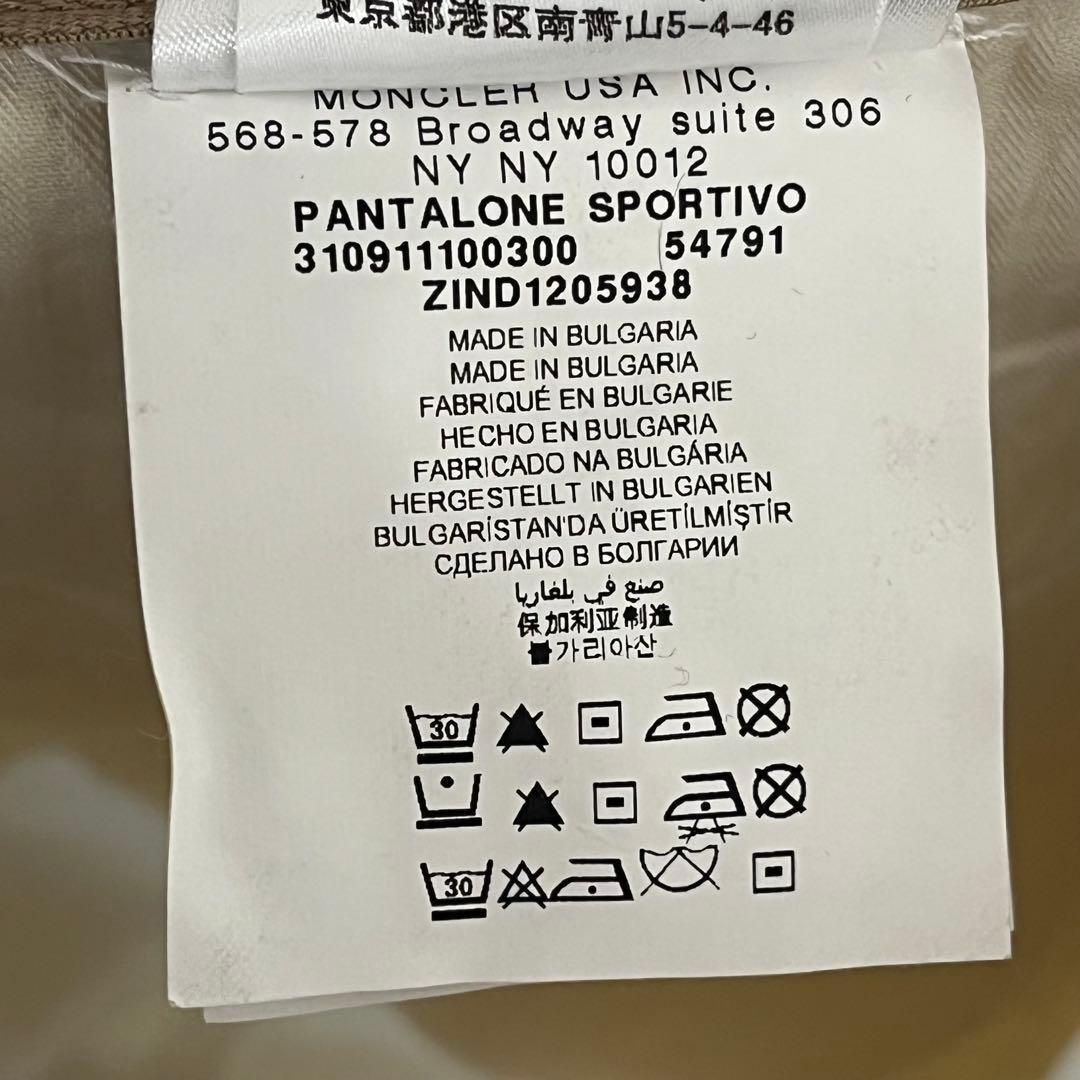 東京都港区南青山5-4-46
MONCLER USA INC.
568-578 Broadway suite 306
NY NY 10012
PANTALONE SPORTIVO
310911100300 54791
ZIND1205938
MADE IN BULGARIA
MADE IN BULGARIA
FABRIQUÉ EN BULGARIE
HECHO EN BULGARIA
FABRICADO NA BULGÁRIA
HERGESTELLT IN BULGARIEN
BULGARİSTAN'DA ÜRETİLMİŞTİR
СДЕЛАНО В БОЛГАРИИ
صنع في بلغاريا
保加利亚制造
불가리아산
30
30